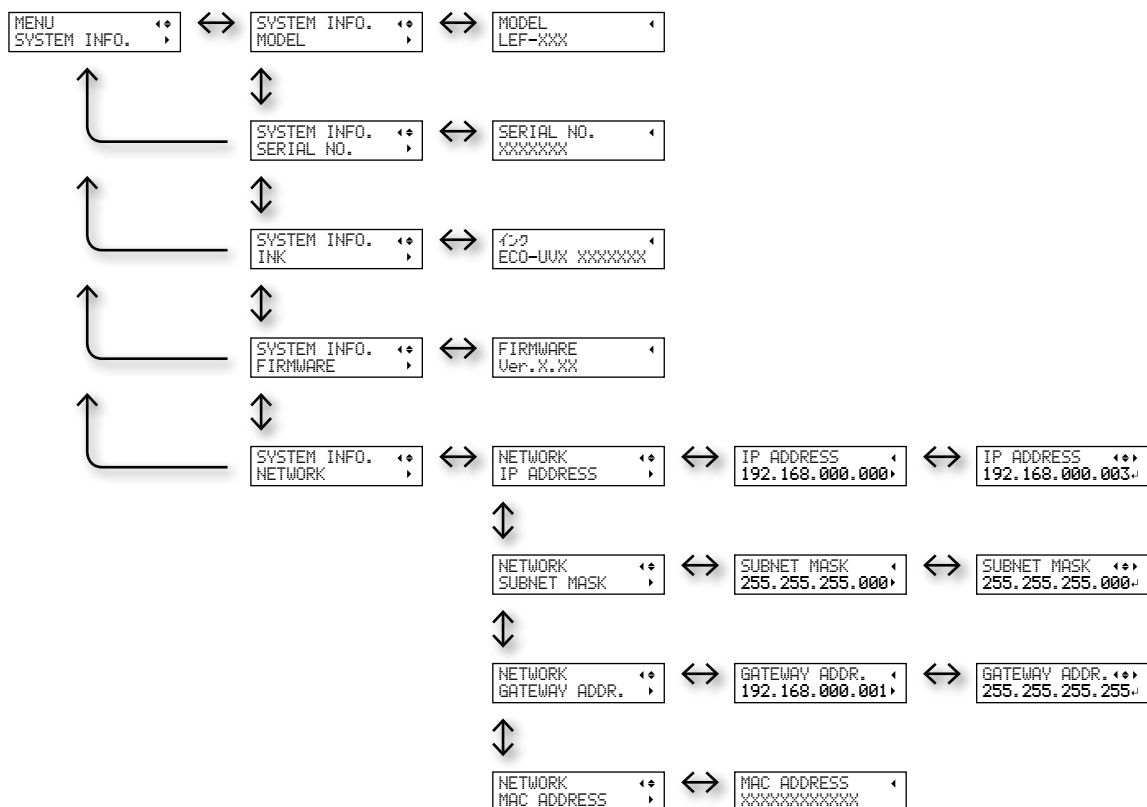 MENU
SYSTEM INFO.
SYSTEM INFO.
MODEL
MODEL
LEF-XXX
SYSTEM INFO.
SERIAL NO.
SERIAL NO.
XXXXXXX
SYSTEM INFO.
INK
インク
ECO-UVX XXXXXXX
SYSTEM INFO.
FIRMWARE
FIRMWARE
Ver.X.XX
SYSTEM INFO.
NETWORK
NETWORK
IP ADDRESS
IP ADDRESS
192.168.000.000
IP ADDRESS
192.168.000.003
NETWORK
SUBNET MASK
SUBNET MASK
255.255.255.000
SUBNET MASK
255.255.255.000
NETWORK
GATEWAY ADDR.
GATEWAY ADDR.
192.168.000.001
GATEWAY ADDR.
255.255.255.255
NETWORK
MAC ADDRESS
MAC ADDRESS
XXXXXXXXXXXX